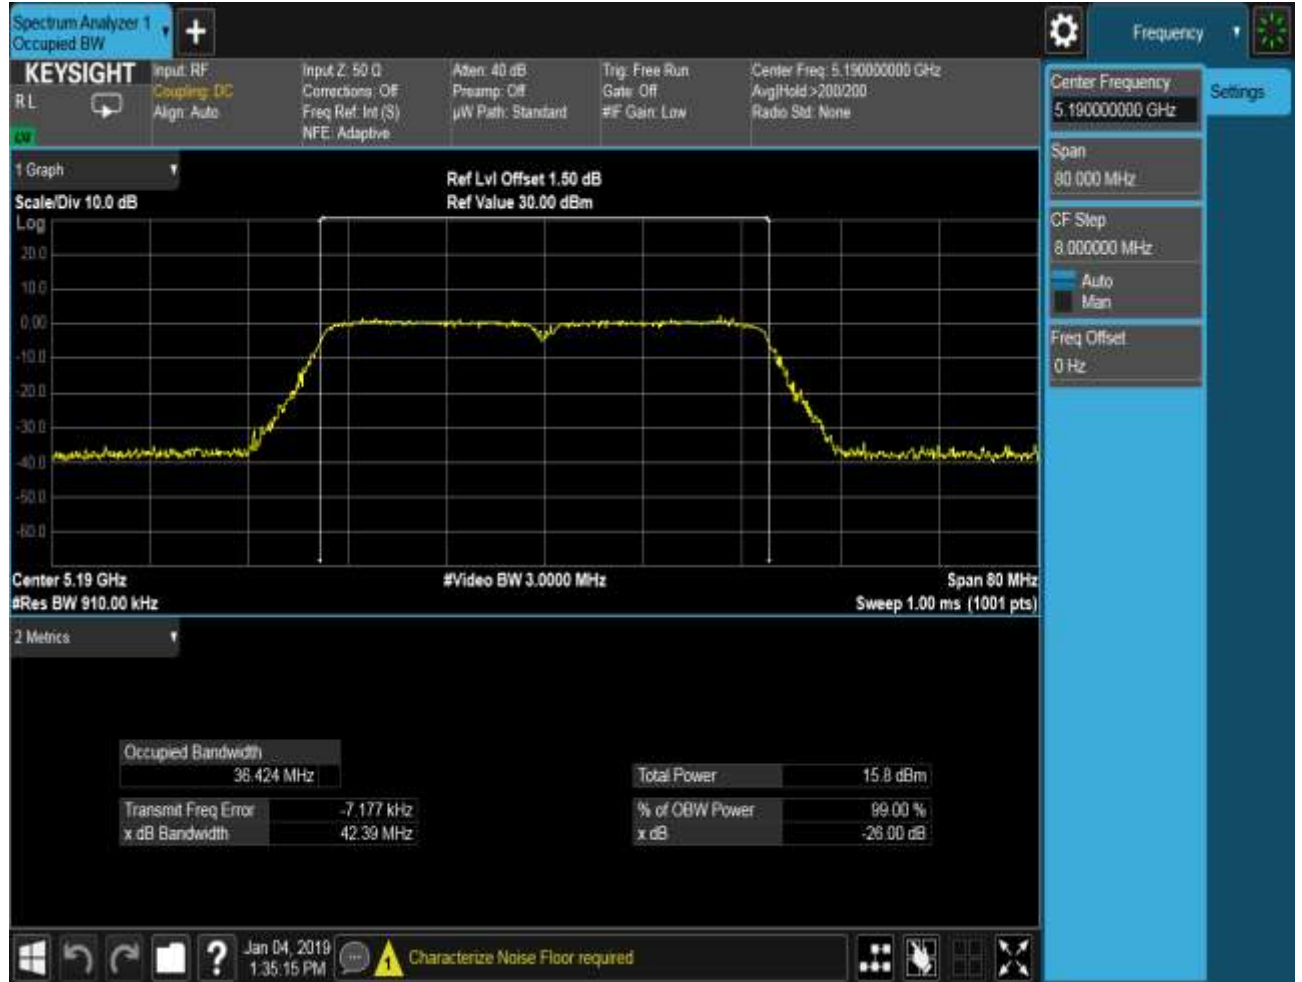 Spectrum Analyzer 1
Occupied BW
Frequency
KEYSIGHT
RL
Input: RF
Coupling: DC
Align: Auto
Input Z: 50 Ω
Corrections: Off
Freq Ref: Int (S)
NFE: Adaptive
Atten: 40 dB
Preamp: Off
µW Path: Standard
Trig: Free Run
Gate: Off
#IF Gain: Low
Center Freq: 5.190000000 GHz
Avg|Hold:>200/200
Radio Std: None
Center Frequency
5.190000000 GHz
Settings
Span
80.000 MHz
CF Step
8.000000 MHz
Auto
Man
Freq Offset
0 Hz
1 Graph
Scale/Div 10.0 dB
Ref Lvl Offset 1.50 dB
Ref Value 30.00 dBm
Log
20.0
10.0
0.00
-10.0
-20.0
-30.0
-40.0
-50.0
-60.0
Center 5.19 GHz
#Video BW 3.0000 MHz
Span 80 MHz
#Res BW 910.00 kHz
Sweep 1.00 ms (1001 pts)
2 Metrics
Occupied Bandwidth
36.424 MHz
Total Power 15.8 dBm
Transmit Freq Error -7.177 kHz
% of OBW Power 99.00 %
x dB Bandwidth 42.39 MHz
x dB -26.00 dB
?
Jan 04, 2019
1:35:15 PM
1
Characterize Noise Floor required